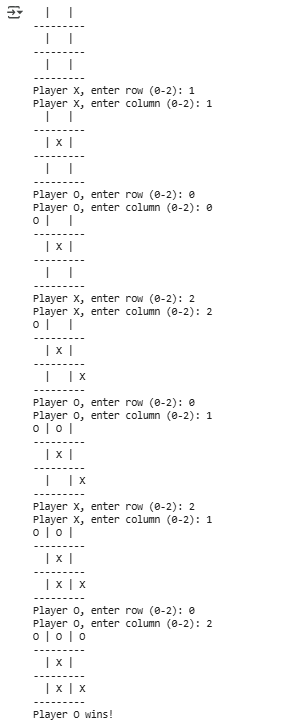 |   |
---------
  |   |
---------
  |   |
---------
Player X, enter row (0-2): 1
Player X, enter column (0-2): 1
  |   |
---------
  | X |
---------
  |   |
---------
Player O, enter row (0-2): 0
Player O, enter column (0-2): 0
O |   |
---------
  | X |
---------
  |   |
---------
Player X, enter row (0-2): 2
Player X, enter column (0-2): 2
O |   |
---------
  | X |
---------
  |   | X
---------
Player O, enter row (0-2): 0
Player O, enter column (0-2): 1
O | O |
---------
  | X |
---------
  |   | X
---------
Player X, enter row (0-2): 2
Player X, enter column (0-2): 1
O | O |
---------
  | X |
---------
  | X | X
---------
Player O, enter row (0-2): 0
Player O, enter column (0-2): 2
O | O | O
---------
  | X |
---------
  | X | X
---------
Player O wins!